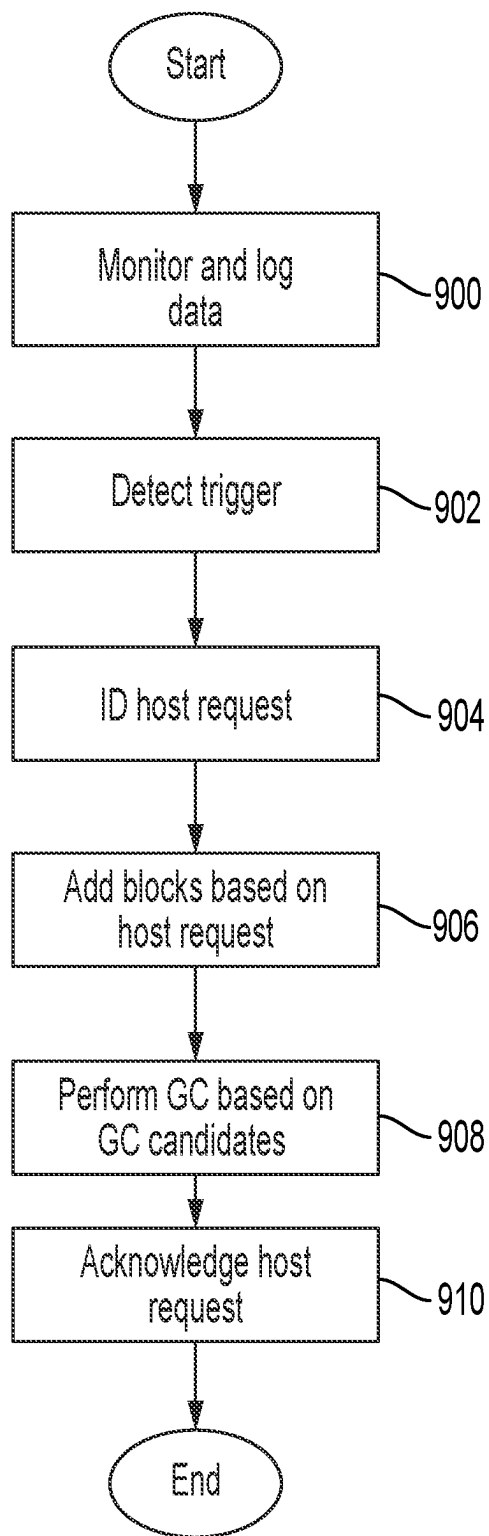 Start
Monitor and log
data
900
Detect trigger
902
ID host request
904
Add blocks based on
host request
906
Perform GC based on
GC candidates
908
Acknowledge host
request
910
End